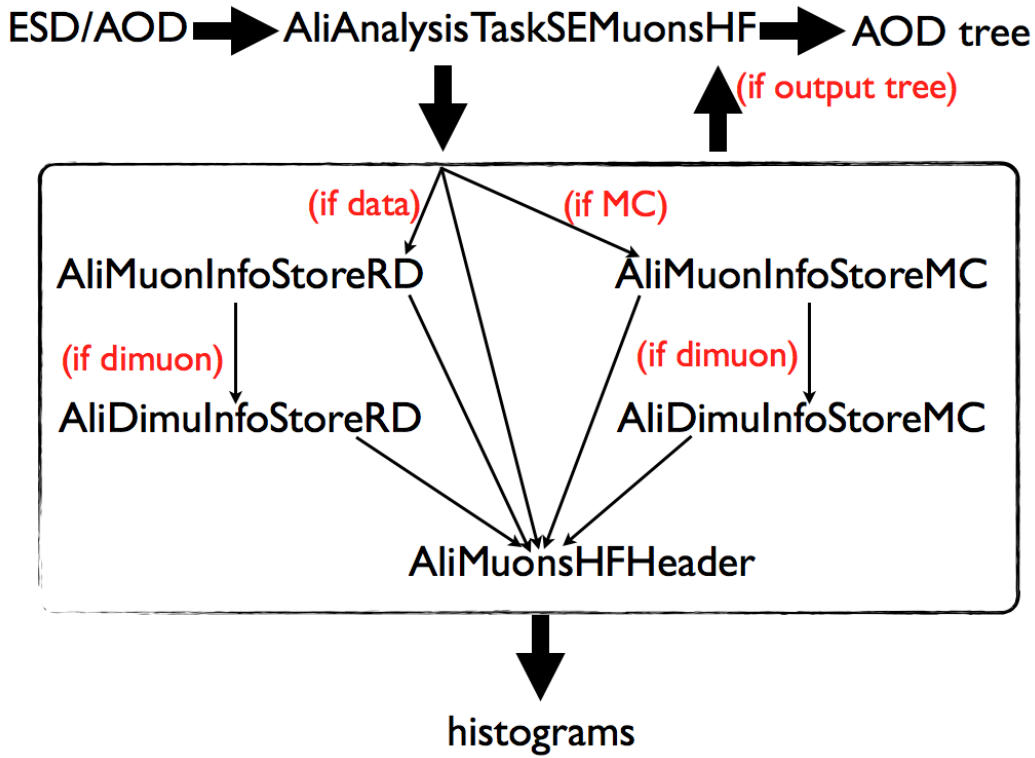 ESD/AOD AliAnalysisTaskSEMuonsHF AOD tree
(if output tree)
(if data) (if MC)
AliMuonInfoStoreRD AliMuonInfoStoreMC
(if dimuon) (if dimuon)
AliDimuInfoStoreRD AliDimuInfoStoreMC
AliMuonsHFHeader
histograms